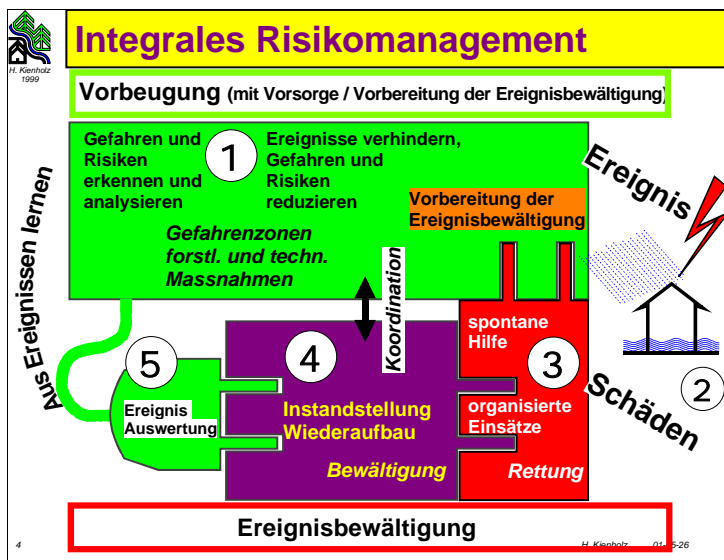 Integrales Risikomanagement
H. Kienholz
1999
Vorbeugung (mit Vorsorge / Vorbereitung der Ereignisbewältigung)
Gefahren und
Risiken
erkennen und
analysieren
1
Ereignisse verhindern,
Gefahren und
Risiken
reduzieren
Ereignis
Vorbereitung der
Ereignisbewältigung
Gefahrenzonen
forstl. und techn.
Massnahmen
Aus Ereignissen lernen
Koordination
spontane
Hilfe
5
4
3
2
Schäden
Ereignis
Auswertung
Instandstellung
Wiederaufbau
organisierte
Einsätze
Bewältigung
Rettung
Ereignisbewältigung
4
H. Kienholz